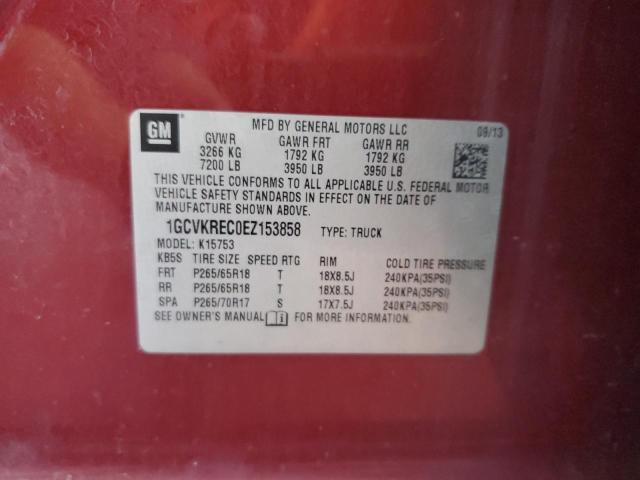 GM
MFD BY GENERAL MOTORS LLC 09/13
GVWR GAWR FRT GAWR RR
3266 KG 1792 KG 1792 KG
7200 LB 3950 LB 3950 LB
THIS VEHICLE CONFORMS TO ALL APPLICABLE U.S. FEDERAL MOTOR
VEHICLE SAFETY STANDARDS IN EFFECT ON THE DATE OF
MANUFACTURE SHOWN ABOVE.
1GCVKREC0EZ153858 TYPE: TRUCK
MODEL: K15753
KB5S TIRE SIZE SPEED RTG RIM COLD TIRE PRESSURE
FRT P265/65R18 T 18X8.5J 240KPA(35PSI)
RR P265/65R18 T 18X8.5J 240KPA(35PSI)
SPA P265/70R17 S 17X7.5J 240KPA(35PSI)
SEE OWNER'S MANUAL FOR MORE INFORMATION.